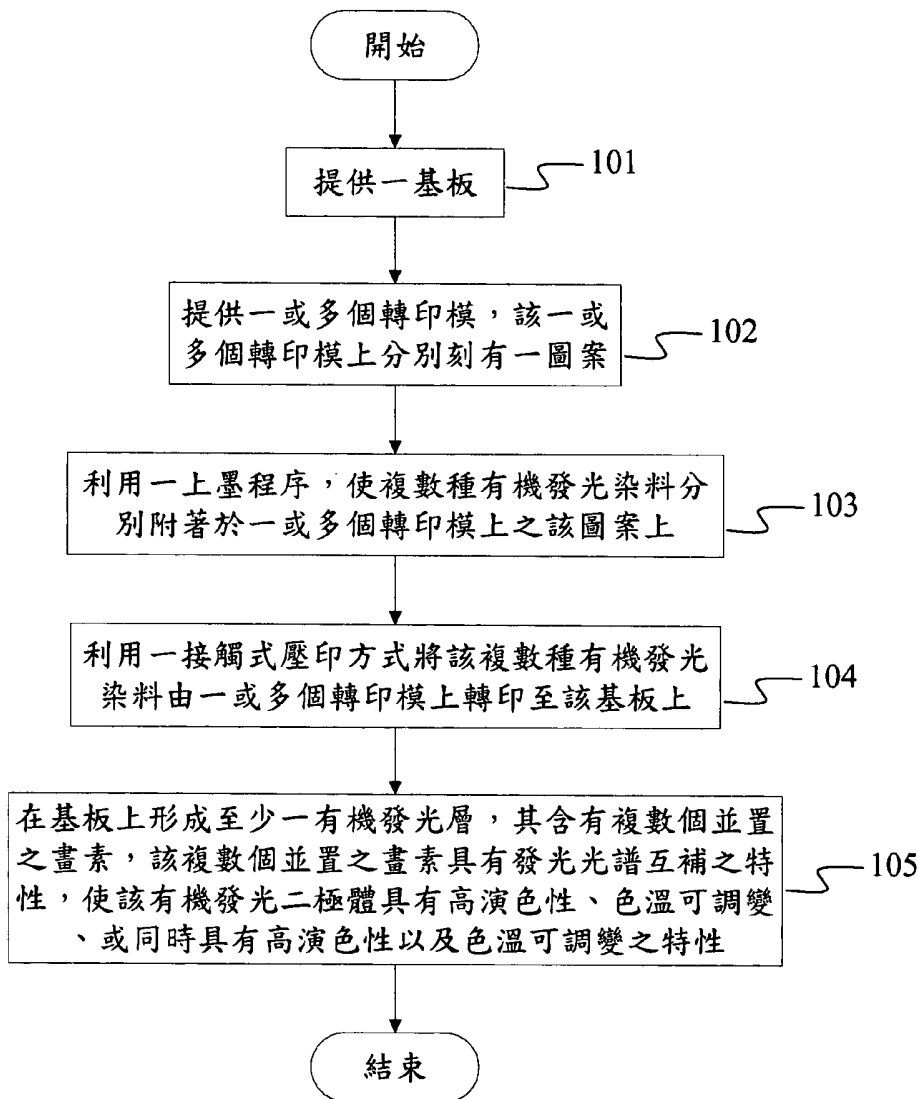 開始
提供一基板
101
提供一或多個轉印模，該一或
多個轉印模上分別刻有一圖案
102
利用一上墨程序，使複數種有機發光染料分
別附著於一或多個轉印模上之該圖案上
103
利用一接觸式壓印方式將該複數種有機發光
染料由一或多個轉印模上轉印至該基板上
104
在基板上形成至少一有機發光層，其含有複數個並置
之畫素，該複數個並置之畫素具有發光光譜互補之特
性，使該有機發光二極體具有高演色性、色溫可調變
、或同時具有高演色性以及色溫可調變之特性
105
結束